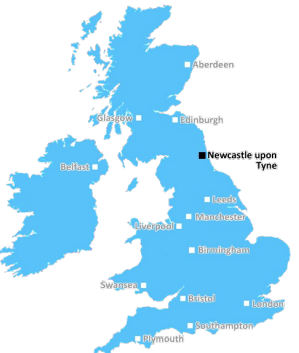 Aberdeen
Glasgow
Edinburgh
Newcastle upon
Tyne
Belfast
Leeds
Manchester
Liverpool
Birmingham
Swansea
Bristol
London
Southampton
Plymouth